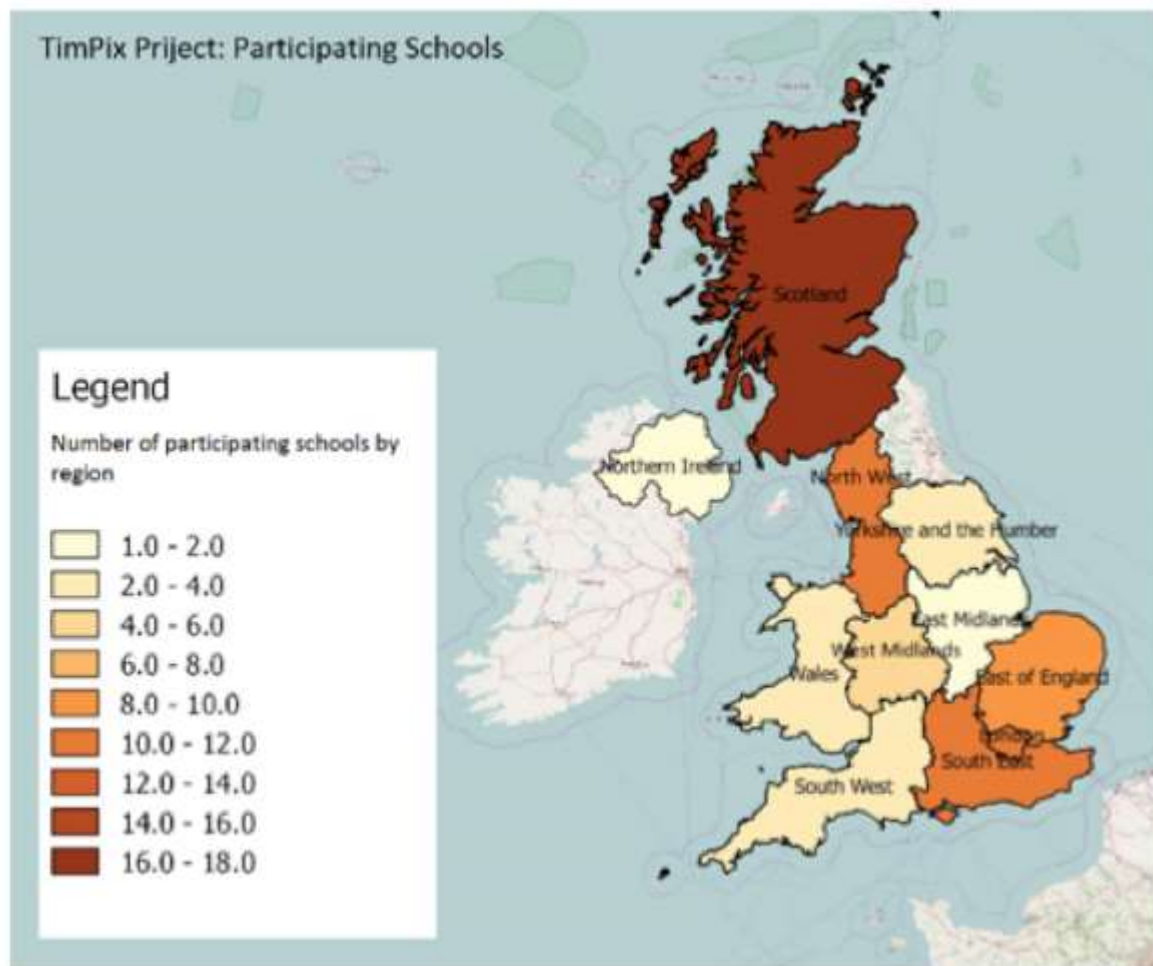 TimPix Priject: Participating Schools
Scotland
Legend
Number of participating schools by
region
Northern Ireland
North West
Yorkshire and the Humber
East Midlands
West Midlands
Wales
East of England
London
South East
South West
1.0 - 2.0
2.0 - 4.0
4.0 - 6.0
6.0 - 8.0
8.0 - 10.0
10.0 - 12.0
12.0 - 14.0
14.0 - 16.0
16.0 - 18.0